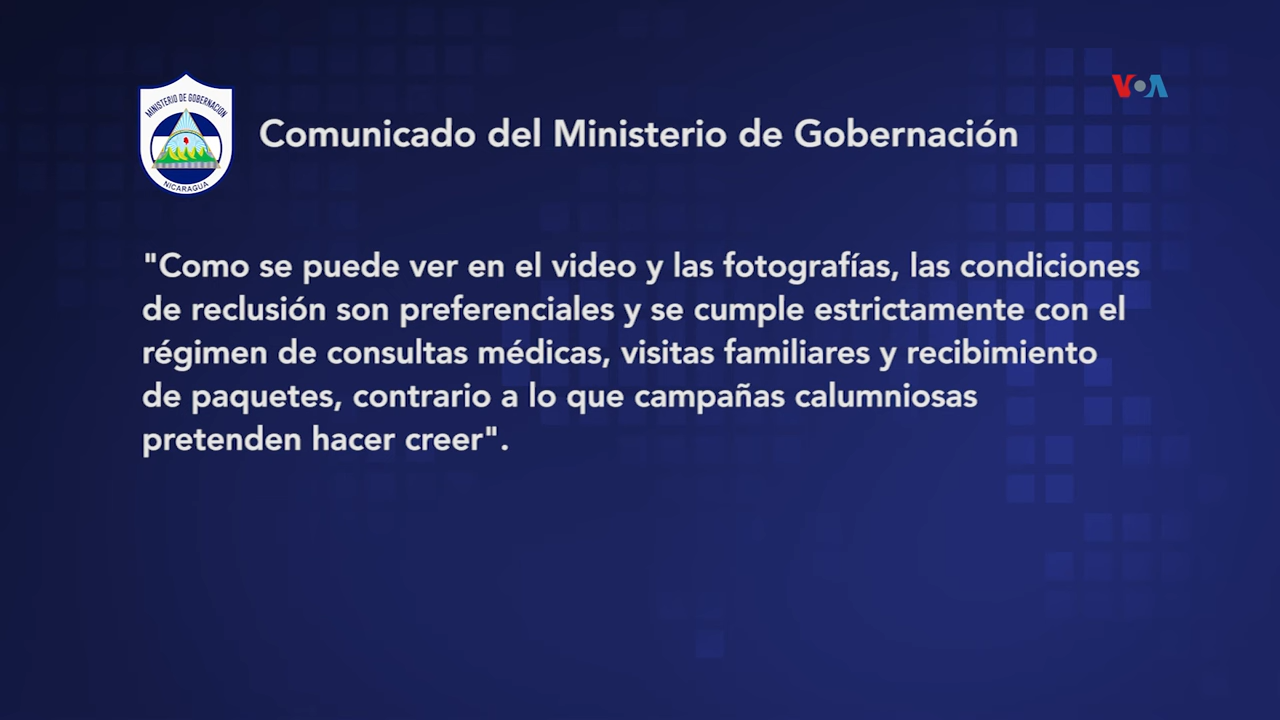 VOA
MINISTERIO DE GOBERNACIÓN
NICARAGUA
Comunicado del Ministerio de Gobernación
"Como se puede ver en el video y las fotografías, las condiciones
de reclusión son preferenciales y se cumple estrictamente con el
régimen de consultas médicas, visitas familiares y recibimiento
de paquetes, contrario a lo que campañas calumniosas
pretenden hacer creer".